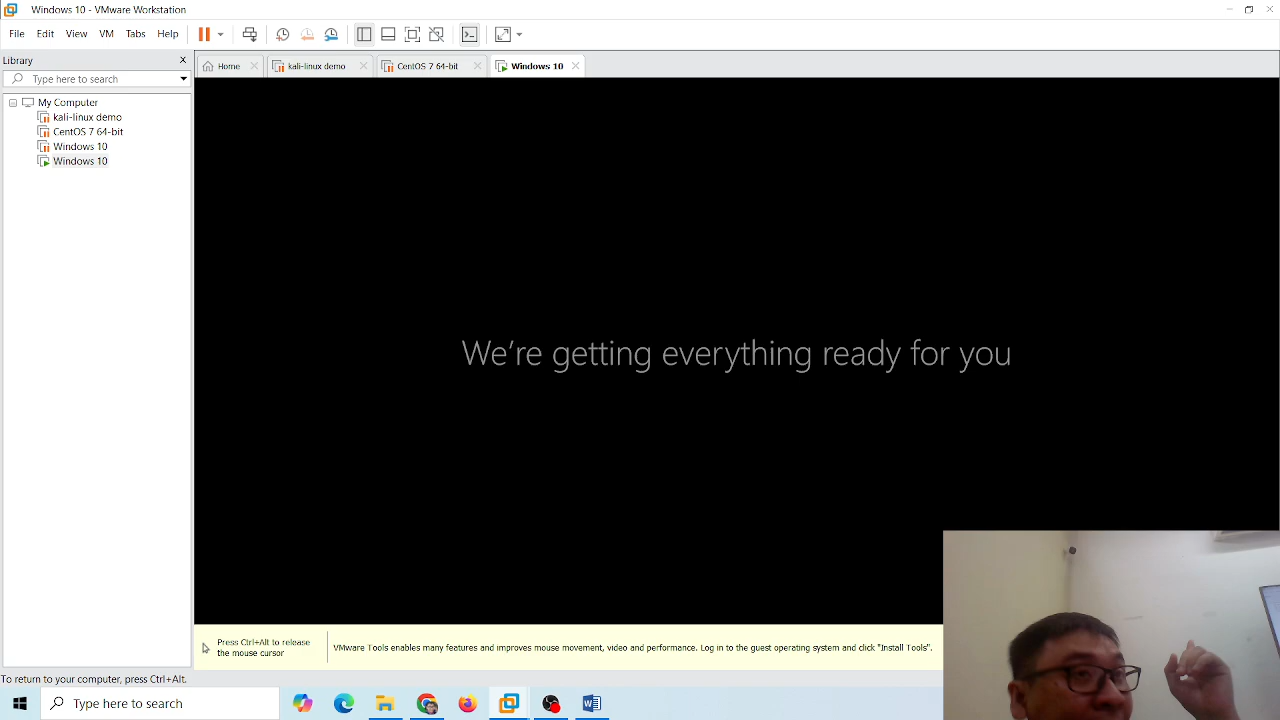 Windows 10 - VMware Workstation
File Edit View VM Tabs Help
Library
Type here to search
Home
kali-linux demo
CentOS 7 64-bit
Windows 10
My Computer
kali-linux demo
CentOS 7 64-bit
Windows 10
Windows 10
We're getting everything ready for you
Press Ctrl+Alt to release
the mouse cursor
VMware Tools enables many features and improves mouse movement, video and performance. Log in to the guest operating system and click "Install Tools".
To return to your computer, press Ctrl+Alt.
Type here to search